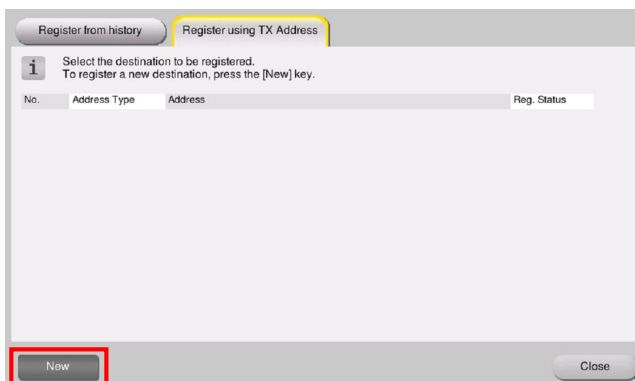 Register from history
Register using TX Address
i
Select the destination to be registered.
To register a new destination, press the [New] key.
No. Address Type Address Reg. Status
New
Close